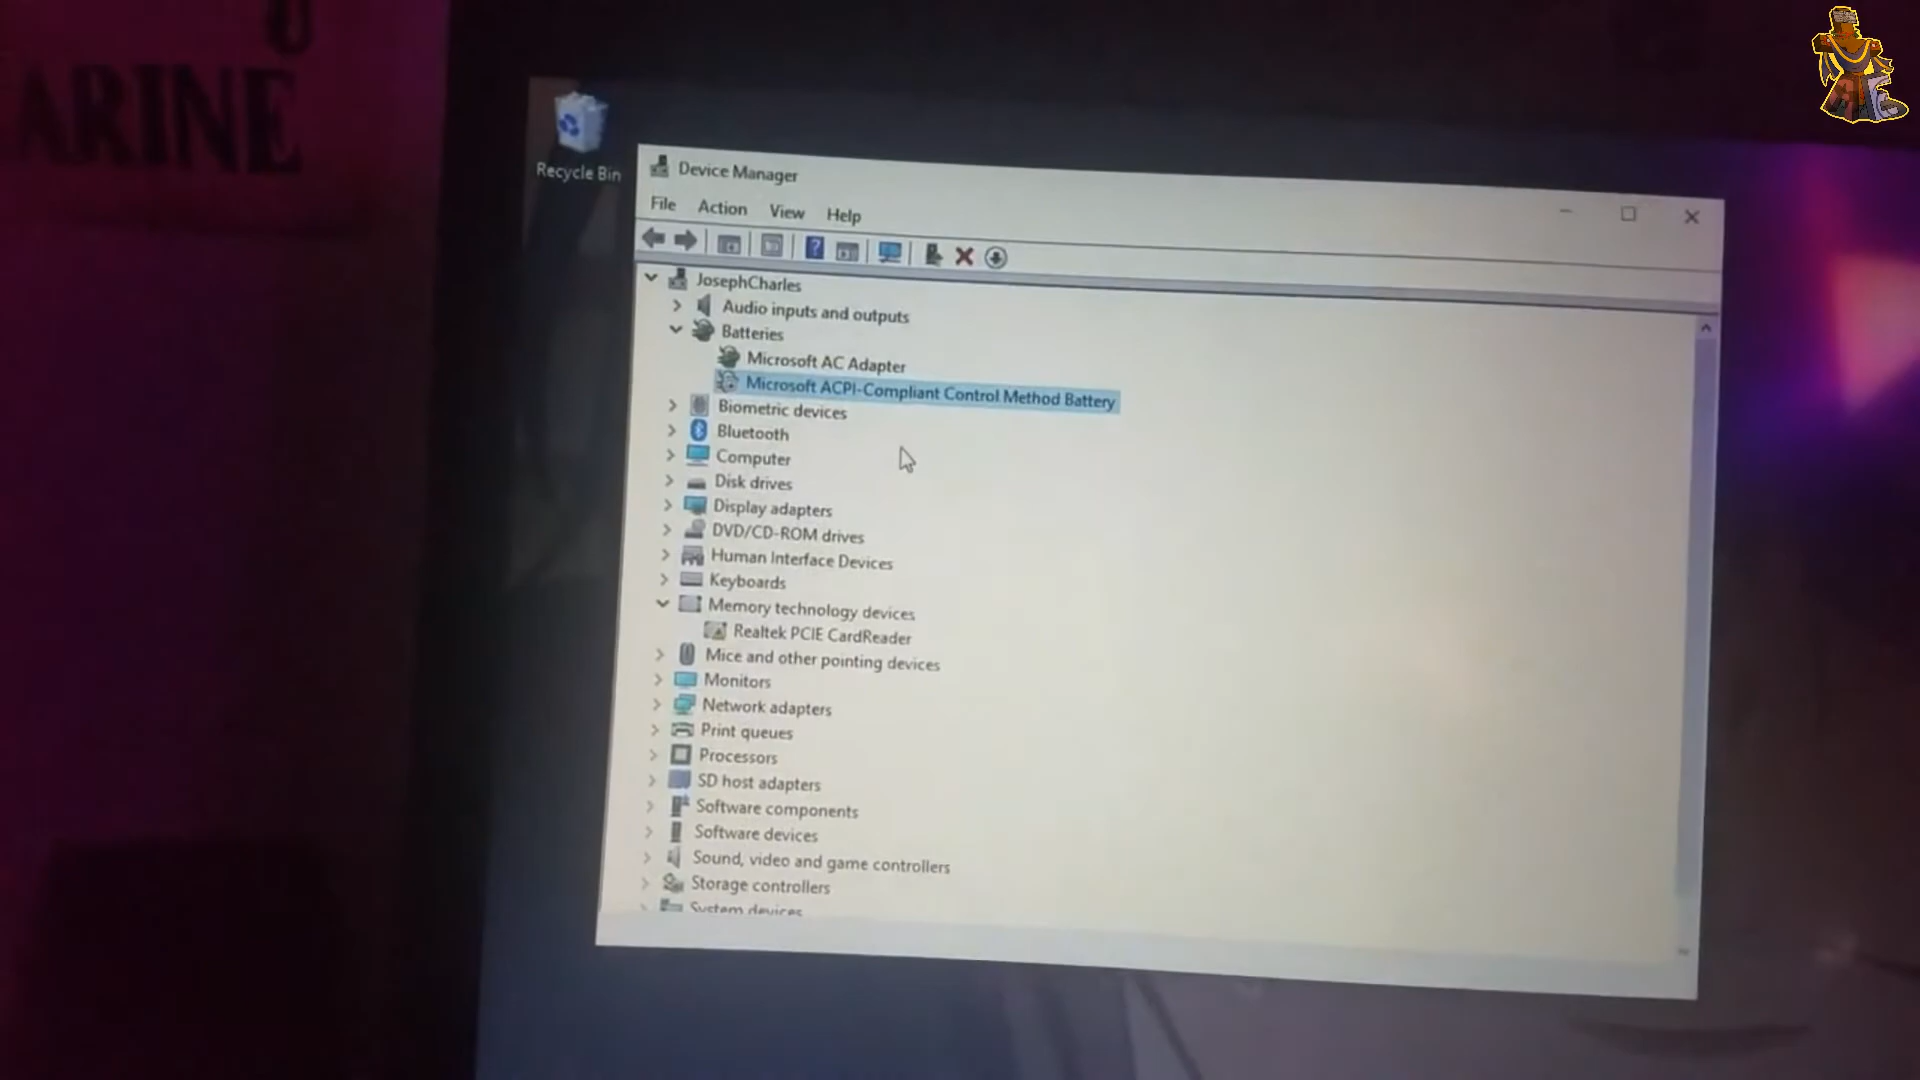 U
ARINE
Recycle Bin
Device Manager
File Action View Help
JosephCharles
Audio inputs and outputs
Batteries
Microsoft AC Adapter
Microsoft ACPI-Compliant Control Method Battery
Biometric devices
Bluetooth
Computer
Disk drives
Display adapters
DVD/CD-ROM drives
Human Interface Devices
Keyboards
Memory technology devices
Realtek PCIE CardReader
Mice and other pointing devices
Monitors
Network adapters
Print queues
Processors
SD host adapters
Software components
Software devices
Sound, video and game controllers
Storage controllers
System devices